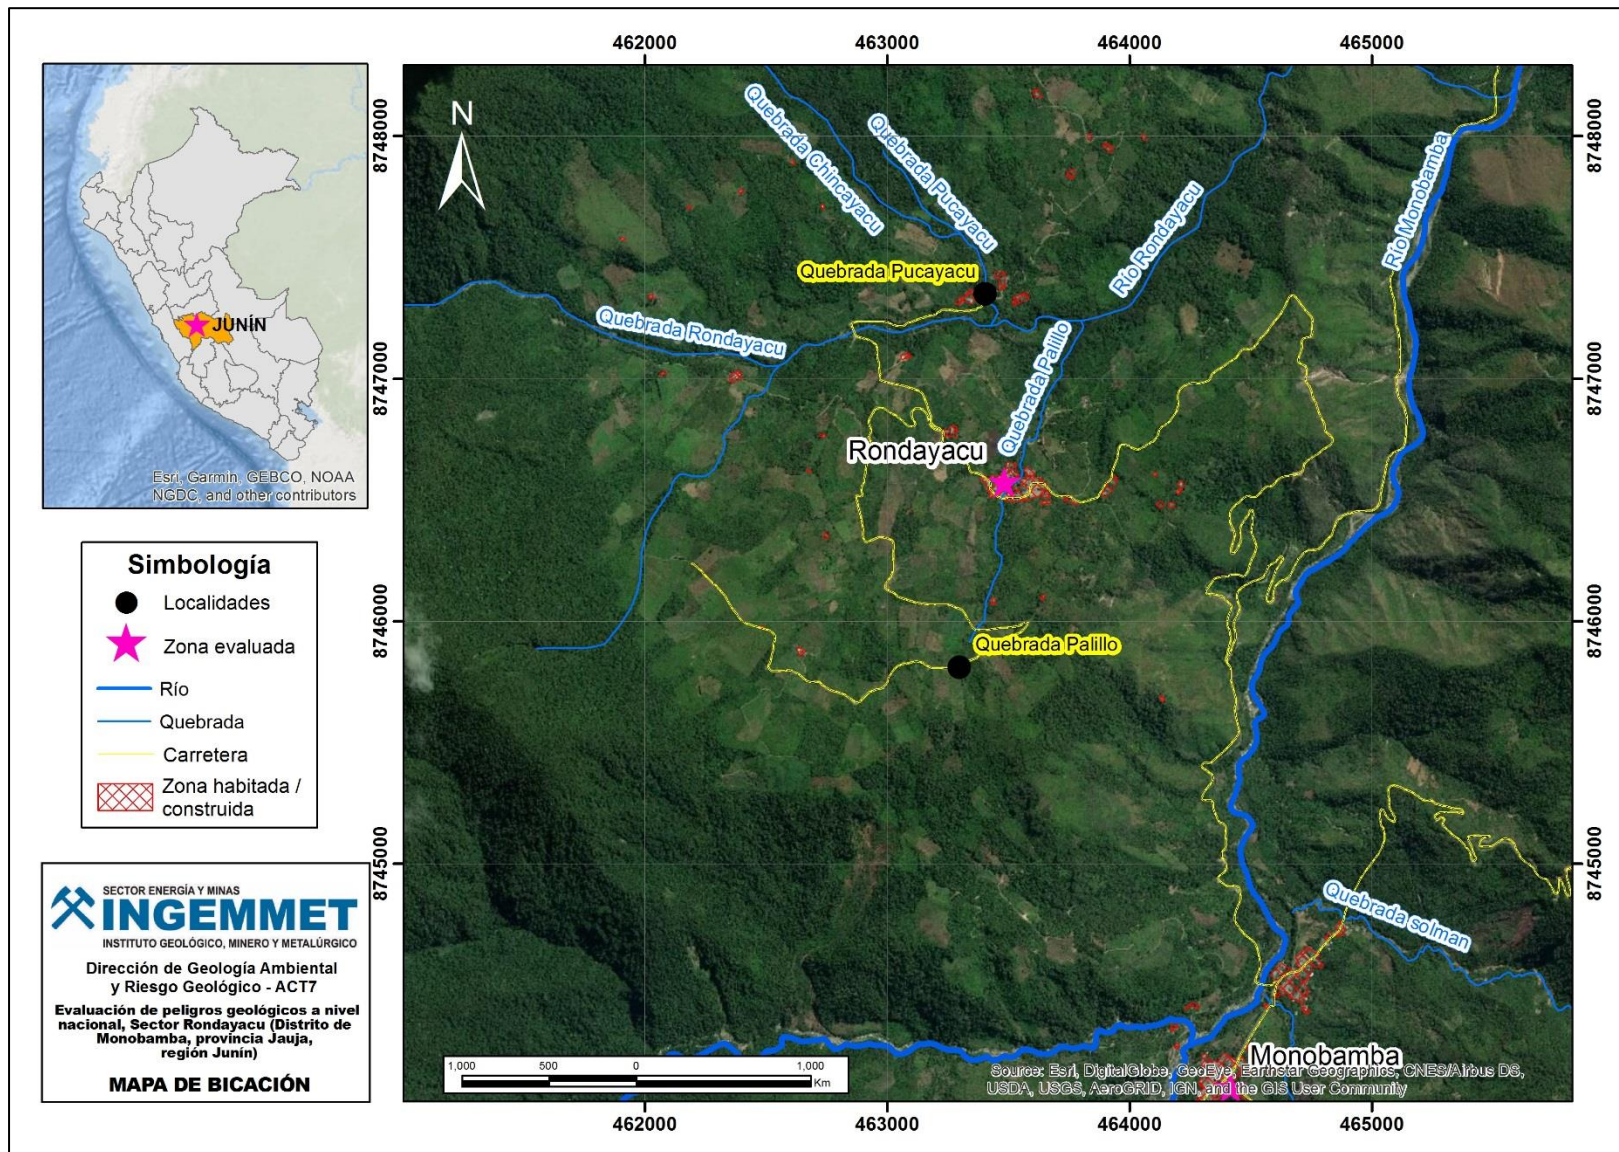 462000
463000
464000
465000
8748000
8747000
8746000
8745000
8748000
8747000
8746000
8745000
462000
463000
464000
465000
JUNÍN
Esri, Garmin, GEBCO, NOAA
NGDC, and other contributors
Simbología
Localidades
Zona evaluada
Río
Quebrada
Carretera
Zona habitada /
construida
SECTOR ENERGÍA Y MINAS
INGEMMET
INSTITUTO GEOLÓGICO, MINERO Y METALÚRGICO
Dirección de Geología Ambiental
y Riesgo Geológico - ACT7
Evaluación de peligros geológicos a nivel
nacional, Sector Rondayacu (Distrito de
Monobamba, provincia Jauja,
región Junín)
MAPA DE BICACIÓN
N
Quebrada Chincayacu
Quebrada Pucayacu
Quebrada Pucayacu
Río Rondayacu
Río Monobamba
Quebrada Rondayacu
Quebrada Palillo
Rondayacu
Quebrada Palillo
Quebrada solman
Monobamba
1,000
500
0
1,000
Km
Source: Esri, DigitalGlobe, GeoEye, Earthstar Geographics, CNES/Airbus DS,
USDA, USGS, AeroGRID, IGN, and the GIS User Community